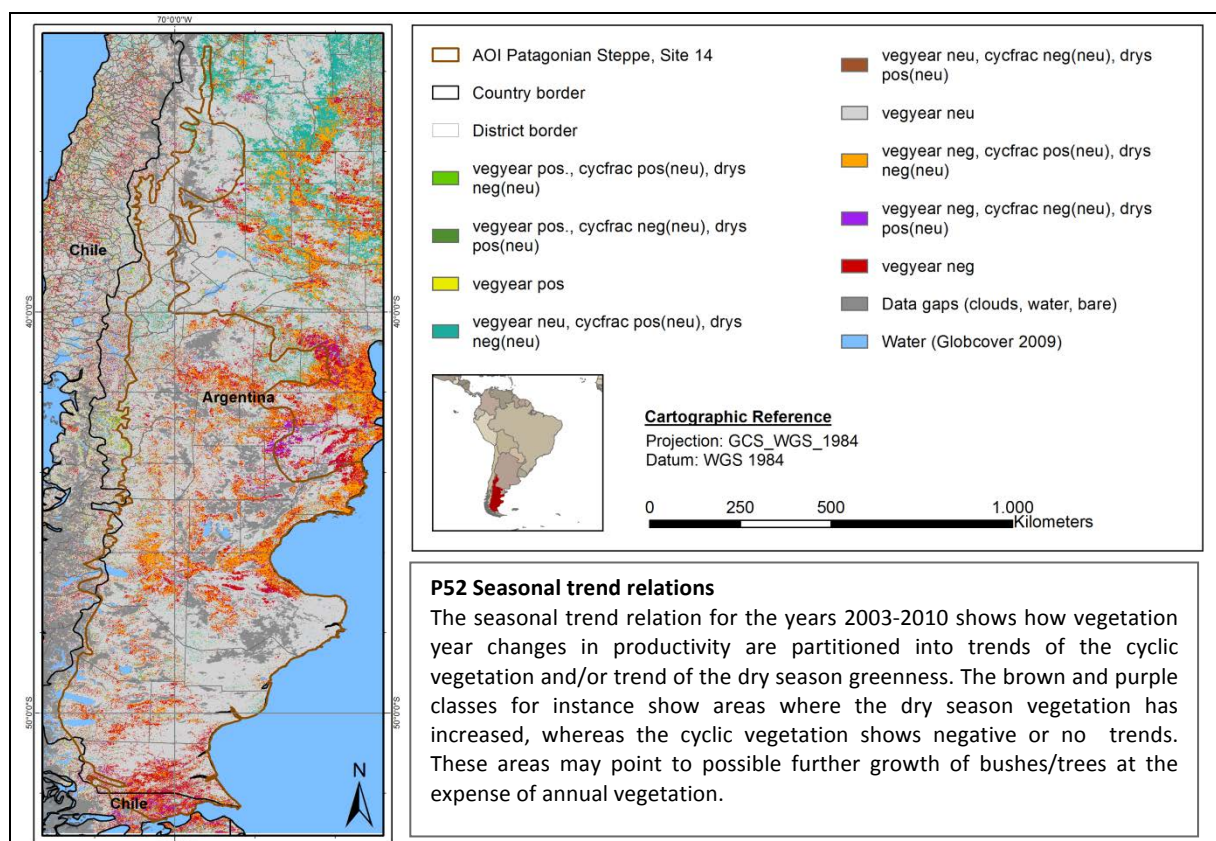 70°0'0"W
40°0'0"S
40°0'0"S
50°0'0"S
50°0'0"S
Chile
Argentina
Chile
N
AOI Patagonian Steppe, Site 14
Country border
District border
vegyear pos., cycfrac pos(neu), drys
neg(neu)
vegyear pos., cycfrac neg(neu), drys
pos(neu)
vegyear pos
vegyear neu, cycfrac pos(neu), drys
neg(neu)
vegyear neu, cycfrac neg(neu), drys
pos(neu)
vegyear neu
vegyear neg, cycfrac pos(neu), drys
neg(neu)
vegyear neg, cycfrac neg(neu), drys
pos(neu)
vegyear neg
Data gaps (clouds, water, bare)
Water (Globcover 2009)
Cartographic Reference
Projection: GCS_WGS_1984
Datum: WGS 1984
0 250 500 1.000
Kilometers
P52 Seasonal trend relations
The seasonal trend relation for the years 2003-2010 shows how vegetation
year changes in productivity are partitioned into trends of the cyclic
vegetation and/or trend of the dry season greenness. The brown and purple
classes for instance show areas where the dry season vegetation has
increased, whereas the cyclic vegetation shows negative or no trends.
These areas may point to possible further growth of bushes/trees at the
expense of annual vegetation.